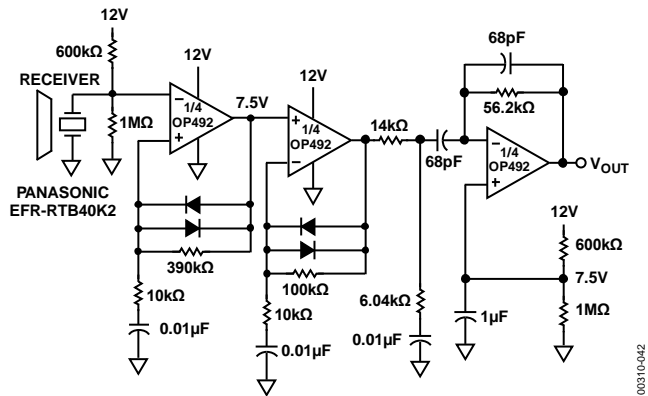 12V
600kΩ
RECEIVER
1MΩ
PANASONIC
EFR-RTB40K2
12V
−
1/4
OP492
+
7.5V
390kΩ
10kΩ
0.01µF
12V
+
1/4
OP492
−
100kΩ
10kΩ
0.01µF
14kΩ
68pF
6.04kΩ
0.01µF
68pF
56.2kΩ
−
1/4
OP492
+
VOUT
12V
600kΩ
7.5V
1µF
1MΩ
00310-042